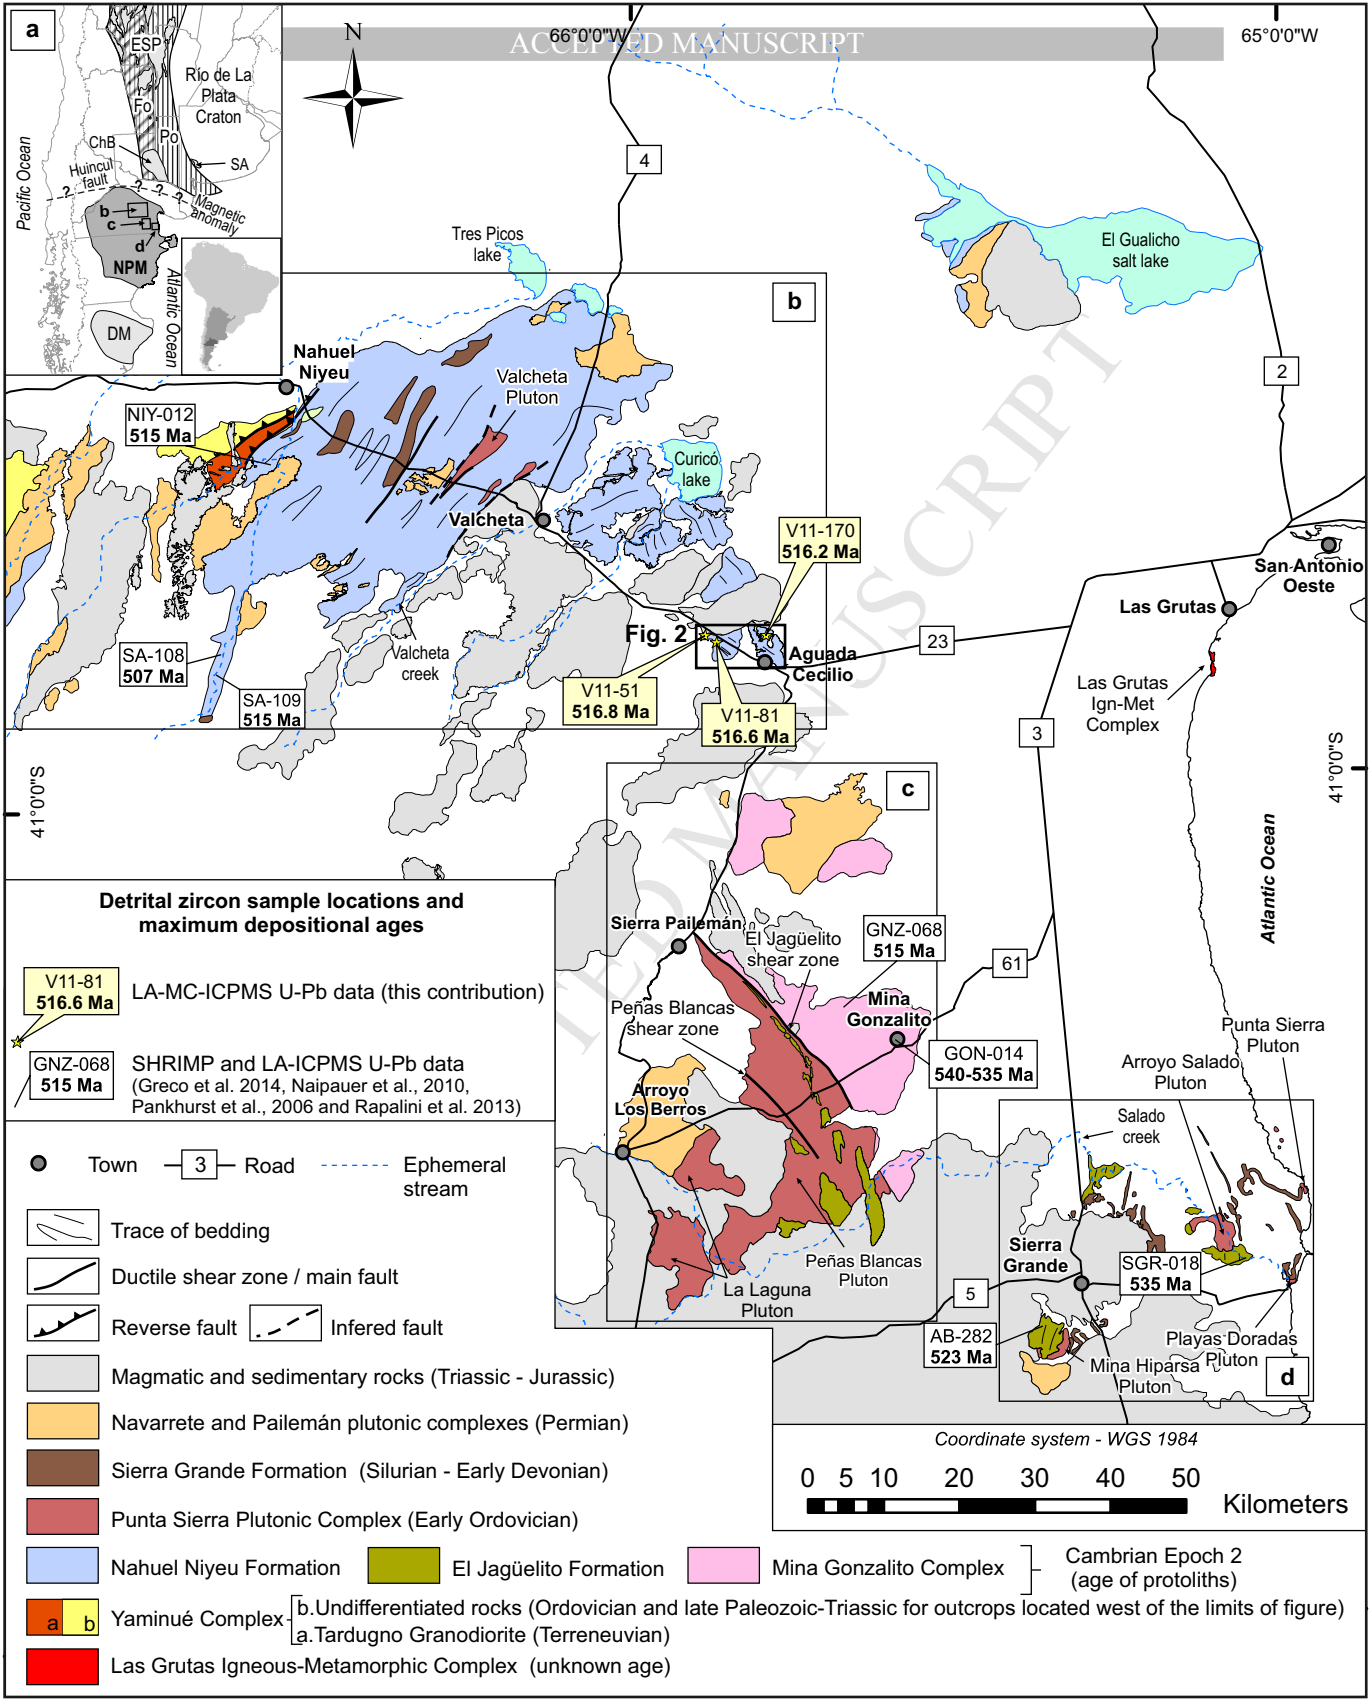 a
ESP
Río de La
Plata
Craton
Fo
Po
ChB
SA
Huincul
fault
? ? ? ?
Magnetic
anomaly
Pacific Ocean
b
c
d
NPM
DM
Atlantic Ocean
N
66°0'0"W
ACCEPTED MANUSCRIPT
65°0'0"W
4
Tres Picos
lake
El Gualicho
salt lake
b
2
Nahuel
Niyeu
Valcheta
Pluton
NIY-012
515 Ma
Curicó
lake
Valcheta
V11-170
516.2 Ma
San Antonio
Oeste
Las Grutas
Fig. 2
23
Aguada
Cecilio
Valcheta
creek
SA-108
507 Ma
SA-109
515 Ma
V11-51
516.8 Ma
V11-81
516.6 Ma
Las Grutas
Ign-Met
Complex
3
41°0'0"S
41°0'0"S
c
Atlantic Ocean
Detrital zircon sample locations and
maximum depositional ages
V11-81
516.6 Ma
LA-MC-ICPMS U-Pb data (this contribution)
GNZ-068
515 Ma
SHRIMP and LA-ICPMS U-Pb data
(Greco et al. 2014, Naipauer et al., 2010,
Pankhurst et al., 2006 and Rapalini et al. 2013)
Sierra Pailemán
El Jagüelito
shear zone
GNZ-068
515 Ma
61
Mina
Gonzalito
Peñas Blancas
shear zone
GON-014
540-535 Ma
Arroyo
Los Berros
Punta Sierra
Pluton
Arroyo Salado
Pluton
Salado
creek
Sierra
Grande
SGR-018
535 Ma
Peñas Blancas
Pluton
La Laguna
Pluton
5
AB-282
523 Ma
Playas Doradas
Pluton
Mina Hiparsa
Pluton
d
Town
3
Road
Ephemeral
stream
Trace of bedding
Ductile shear zone / main fault
Reverse fault
Infered fault
Magmatic and sedimentary rocks (Triassic - Jurassic)
Navarrete and Pailemán plutonic complexes (Permian)
Sierra Grande Formation (Silurian - Early Devonian)
Punta Sierra Plutonic Complex (Early Ordovician)
Nahuel Niyeu Formation
El Jagüelito Formation
Mina Gonzalito Complex
Cambrian Epoch 2
(age of protoliths)
a b
Yaminué Complex
b.Undifferentiated rocks (Ordovician and late Paleozoic-Triassic for outcrops located west of the limits of figure)
a.Tardugno Granodiorite (Terreneuvian)
Las Grutas Igneous-Metamorphic Complex (unknown age)
Coordinate system - WGS 1984
0 5 10 20 30 40 50
Kilometers
TED MANUSCRIPT